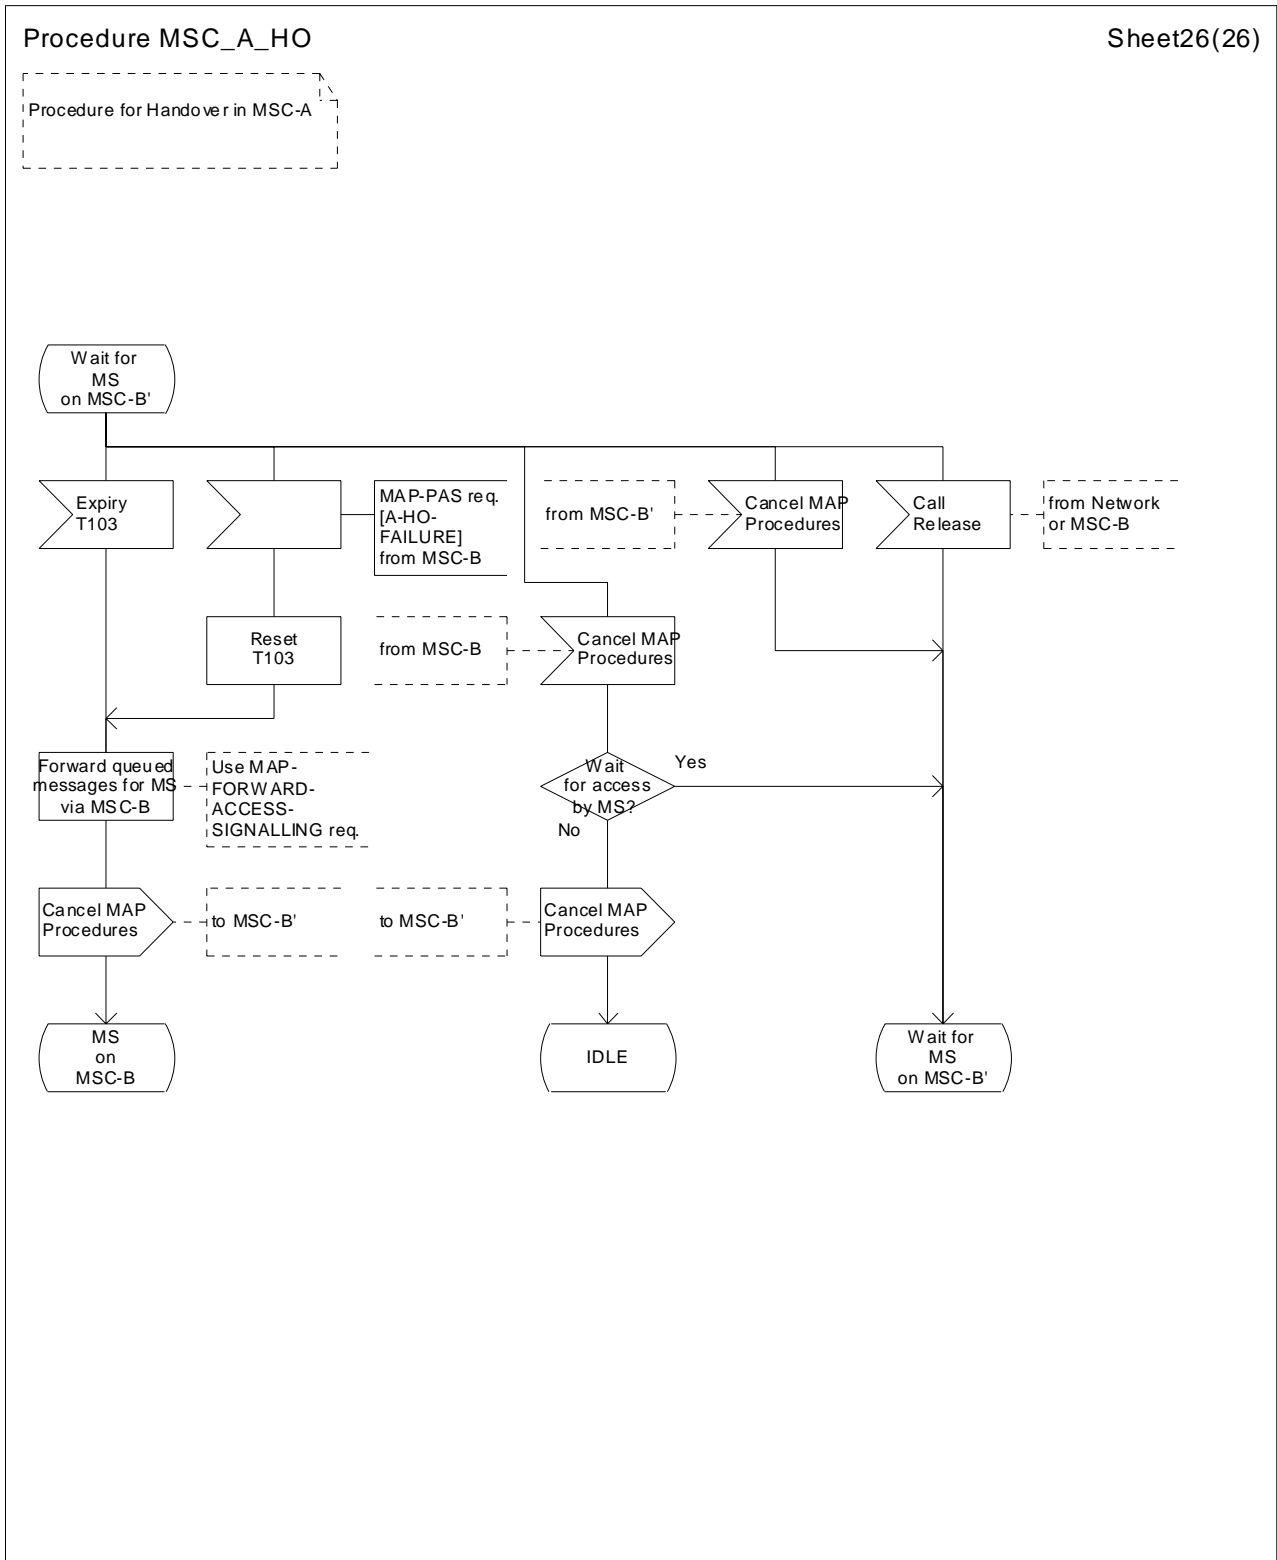 Procedure MSC_A_HO
Sheet26(26)
Procedure for Handover in MSC-A
Wait for
MS
on MSC-B'
Expiry
T103
MAP-PAS req.
[A-HO-
FAILURE]
from MSC-B
from MSC-B'
Cancel MAP
Procedures
Call
Release
from Network
or MSC-B
Reset
T103
from MSC-B
Cancel MAP
Procedures
Forward queued
messages for MS
via MSC-B
Use MAP-
FORWARD-
ACCESS-
SIGNALLING req.
Wait
for access
by MS?
Yes
No
Cancel MAP
Procedures
to MSC-B'
to MSC-B'
Cancel MAP
Procedures
MS
on
MSC-B
IDLE
Wait for
MS
on MSC-B'